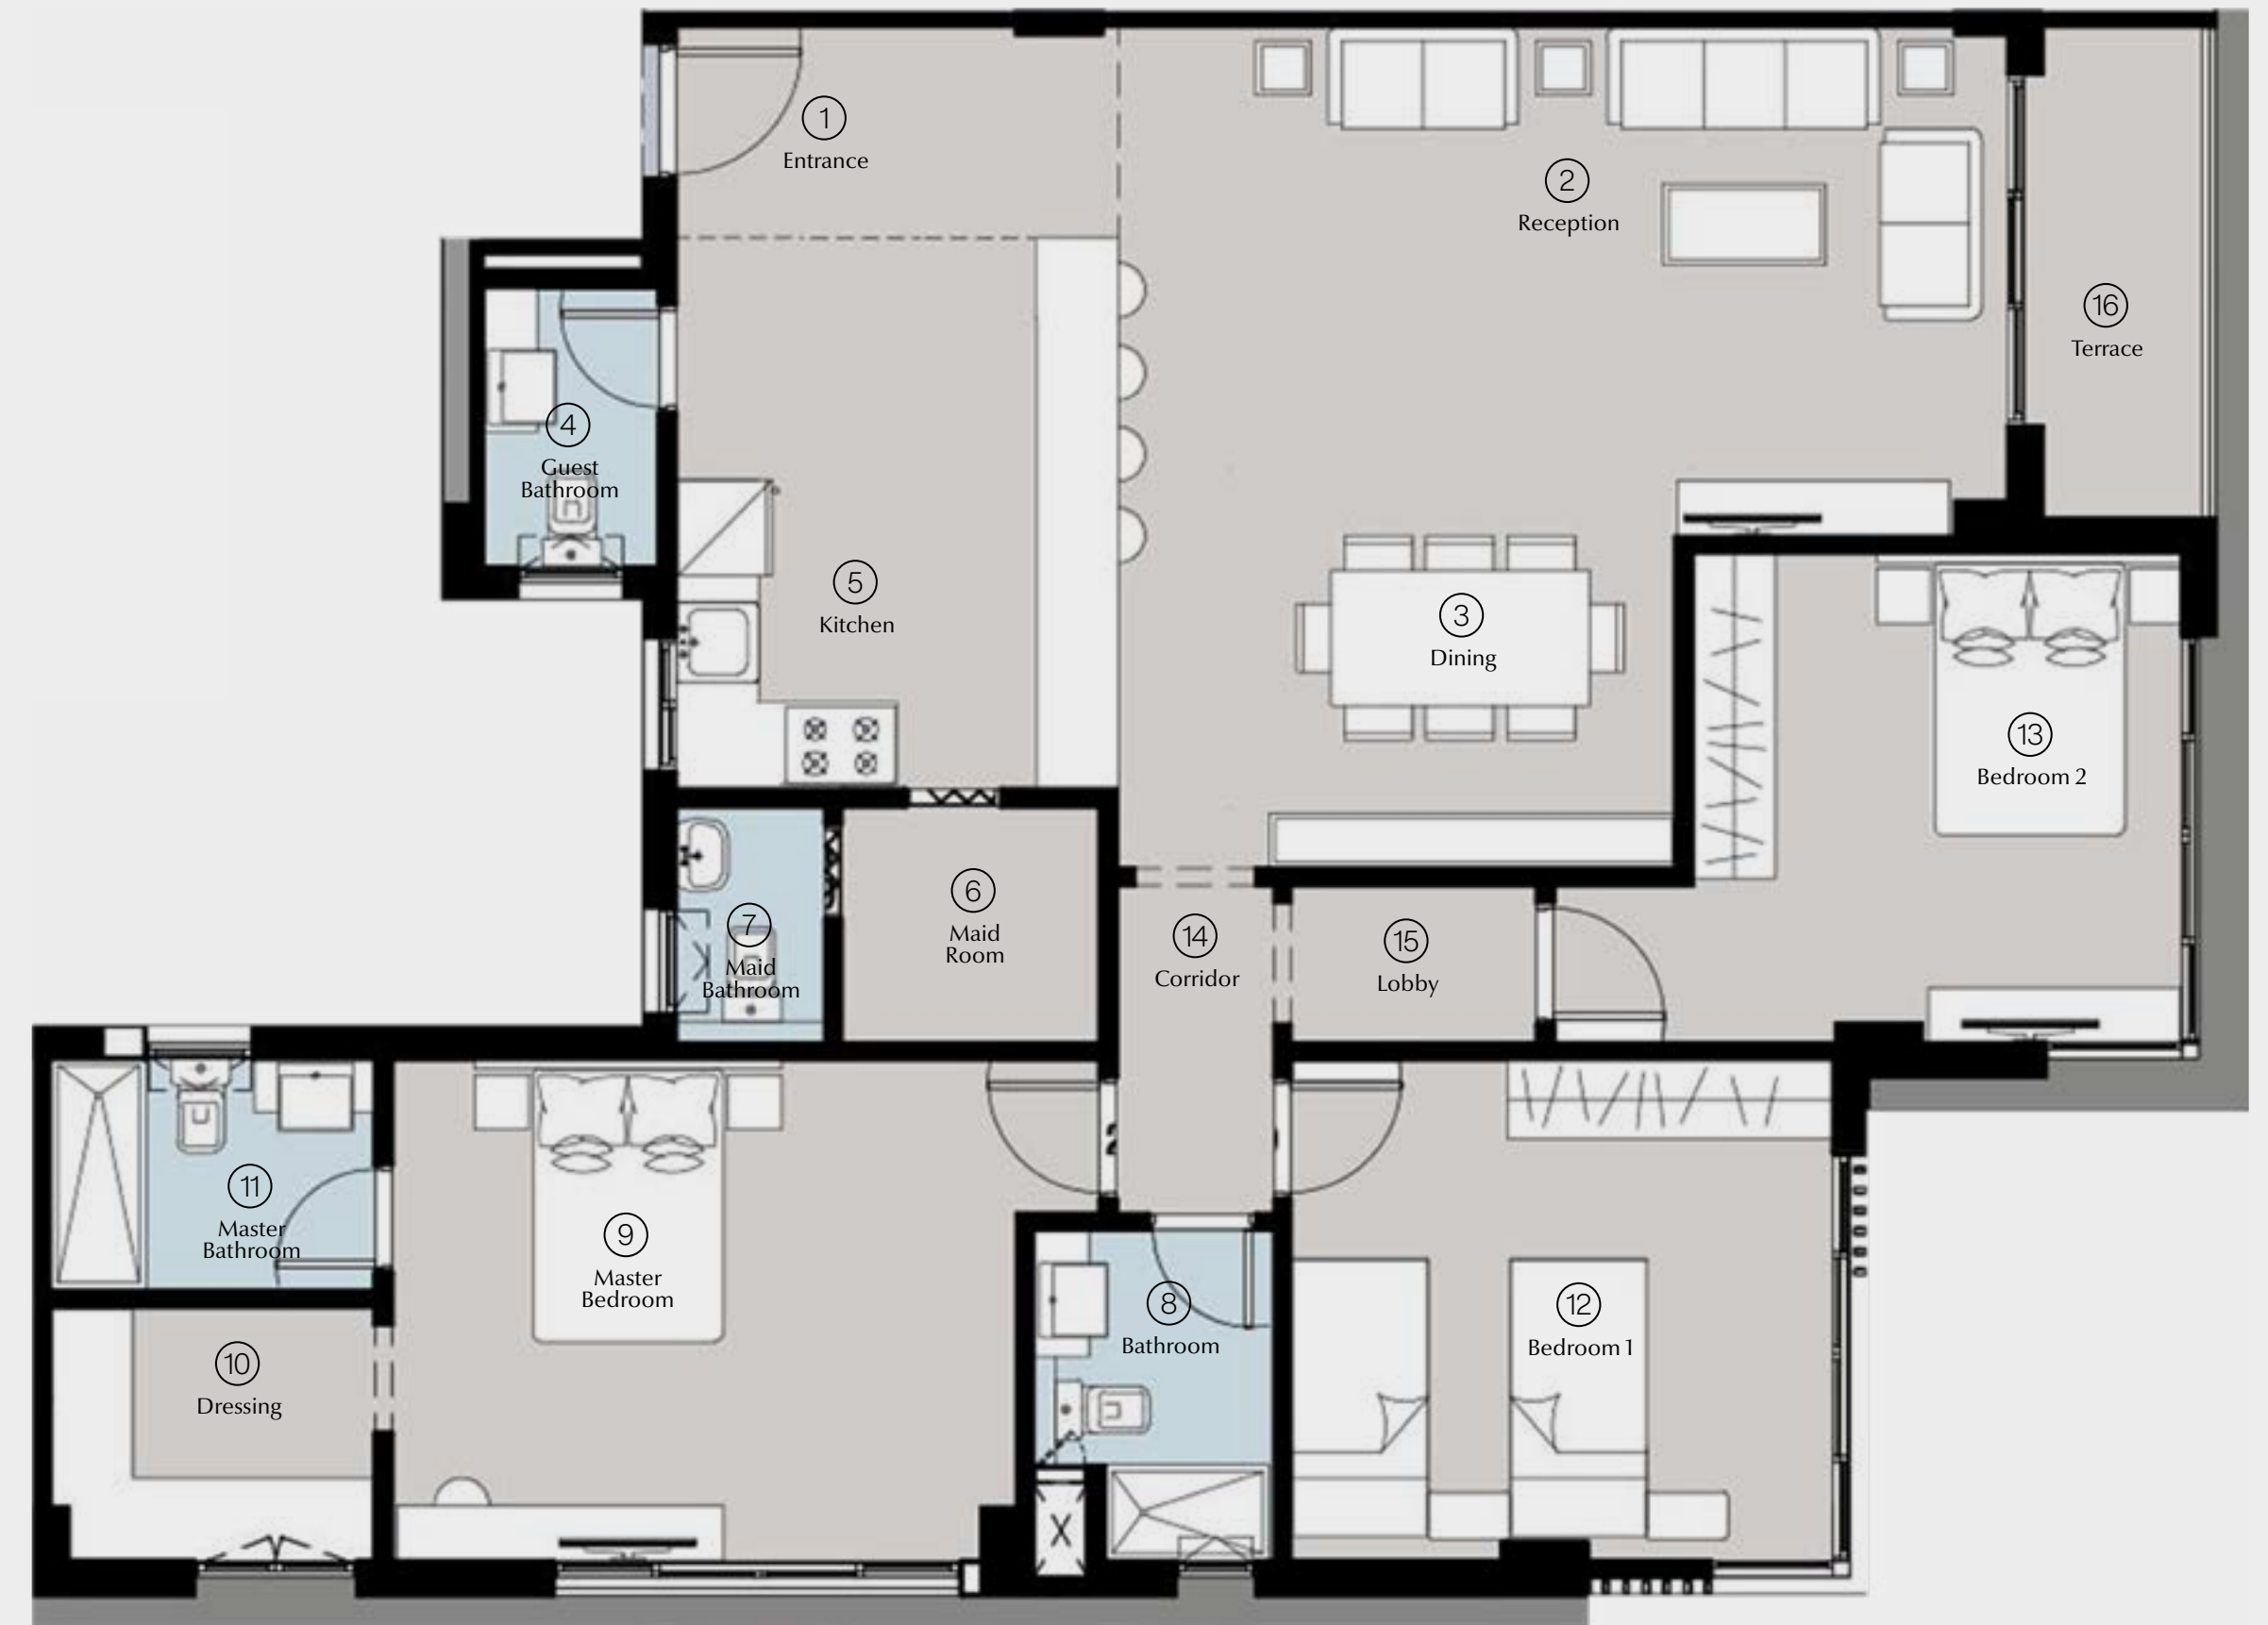 1
Entrance
2
Reception
16
Terrace
4
Guest
Bathroom
5
Kitchen
3
Dining
13
Bedroom 2
6
Maid
Room
7
Maid
Bathroom
14
Corridor
15
Lobby
11
Master
Bathroom
9
Master
Bedroom
8
Bathroom
12
Bedroom 1
10
Dressing